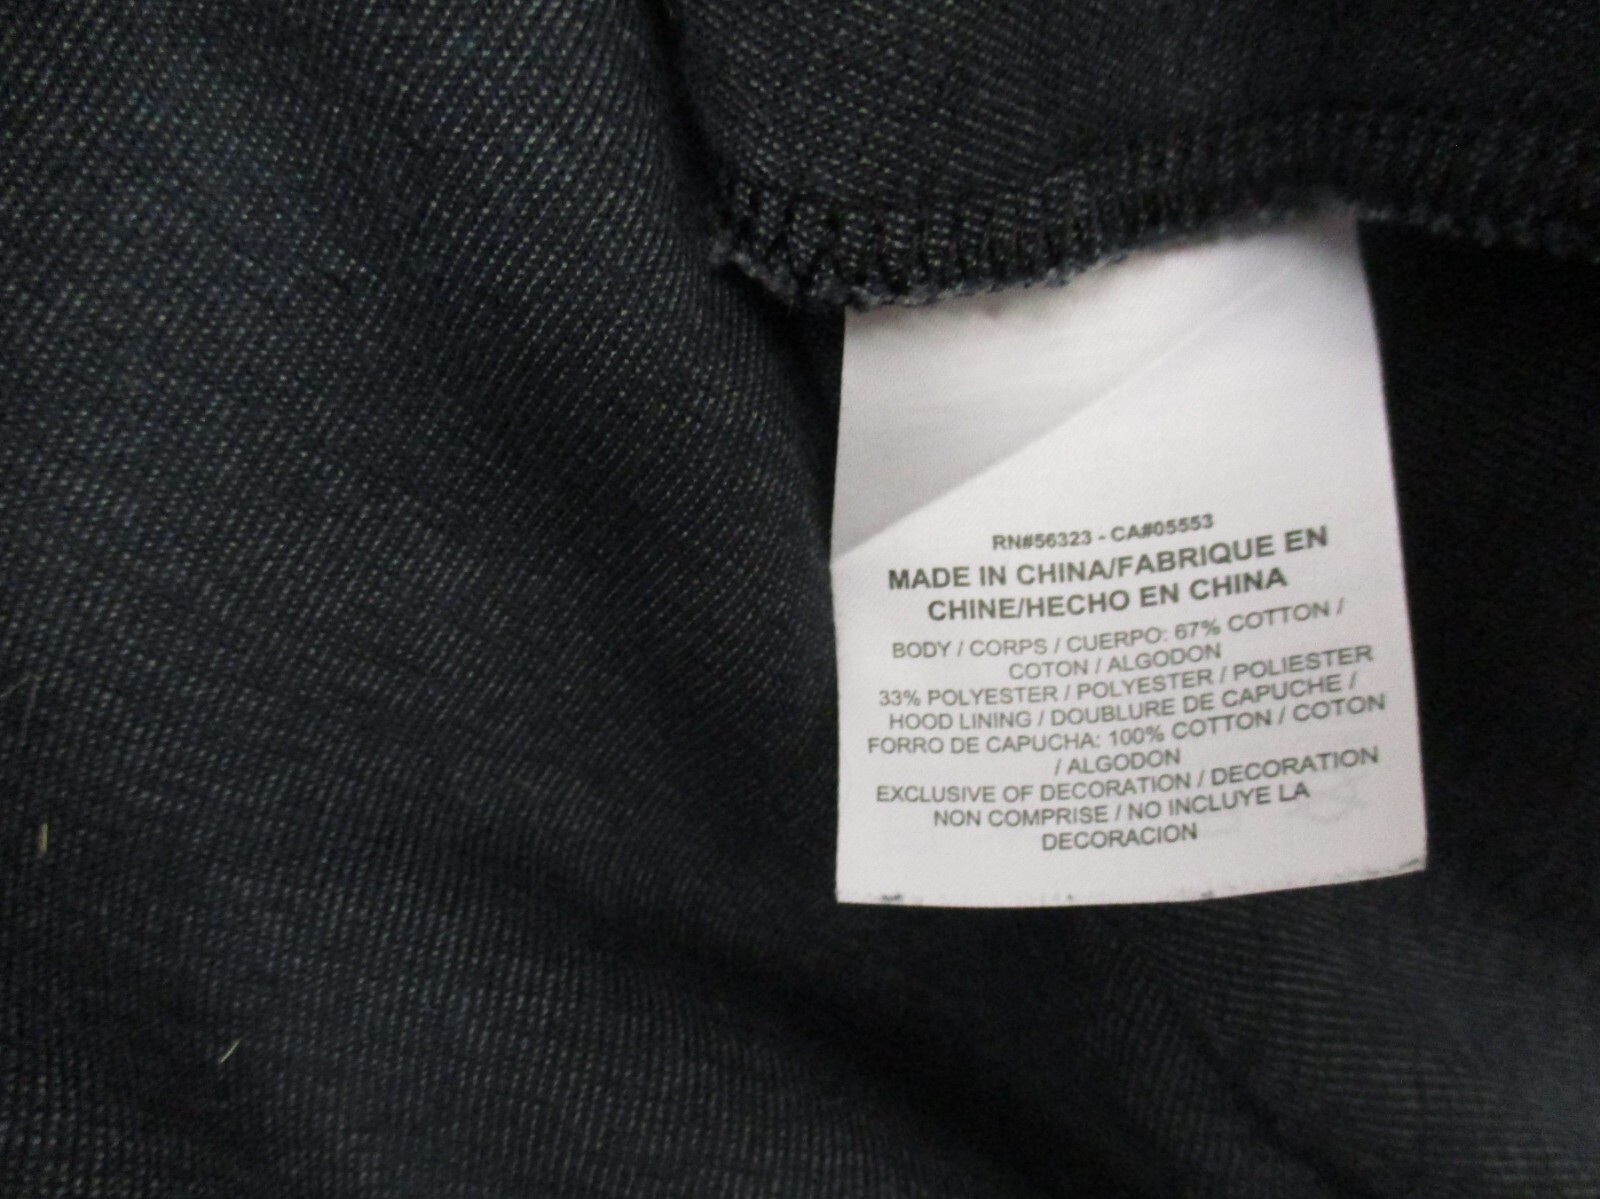 RN#56323 - CA#05553
MADE IN CHINA/FABRIQUE EN
CHINE/HECHO EN CHINA
BODY / CORPS / CUERPO: 67% COTTON /
COTON / ALGODON
33% POLYESTER / POLYESTER / POLIESTER
HOOD LINING / DOUBLURE DE CAPUCHE /
FORRO DE CAPUCHA: 100% COTTON / COTON
/ ALGODON
EXCLUSIVE OF DECORATION / DECORATION
NON COMPRISE / NO INCLUYE LA
DECORACION